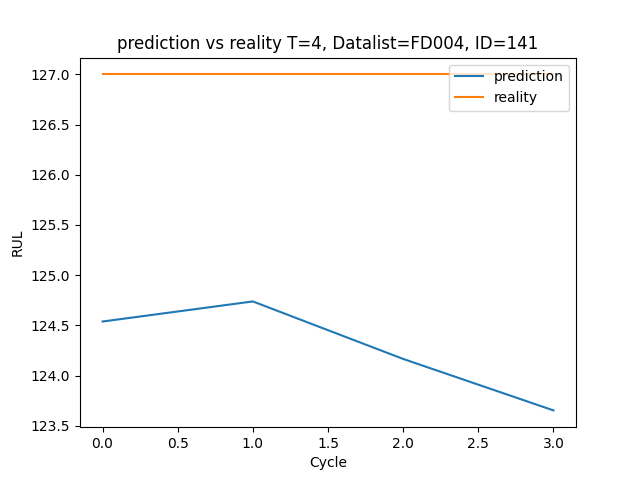 prediction vs reality T=4, Datalist=FD004, ID=141
127.0
126.5
126.0
125.5
125.0
124.5
124.0
123.5
RUL
prediction
reality
0.0 0.5 1.0 1.5 2.0 2.5 3.0
Cycle